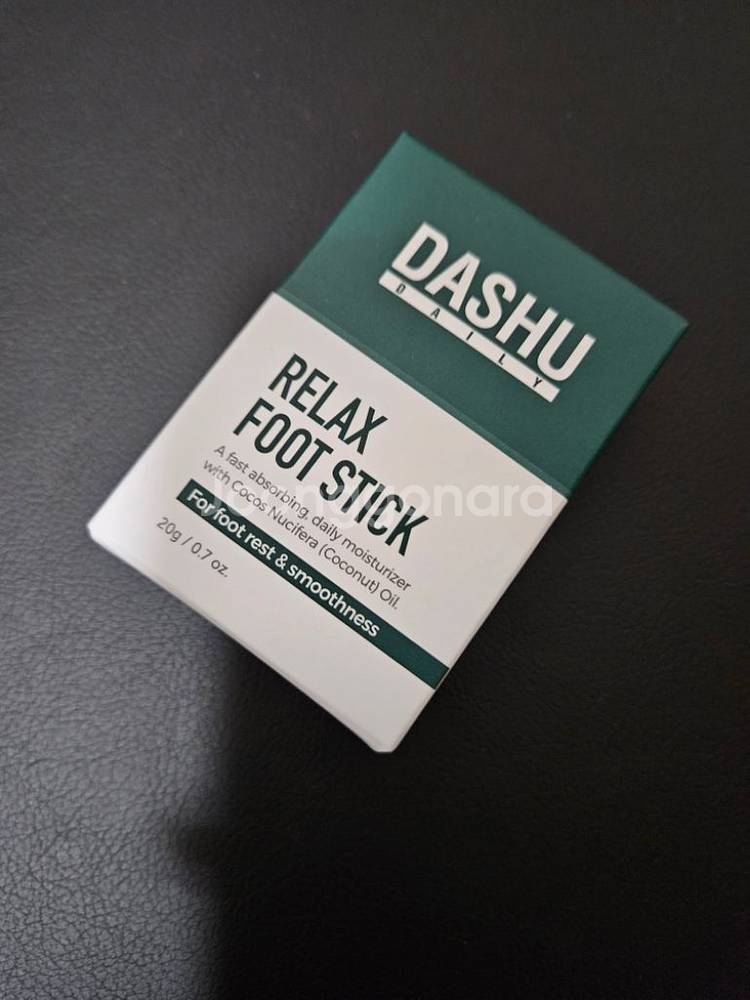 DASHU
DAILY
RELAX
FOOT STICK
A fast absorbing, daily moisturizer
with Cocos Nucifera (Coconut) Oil.
For foot rest & smoothness
20g / 0.7 oz.
Joonggonara